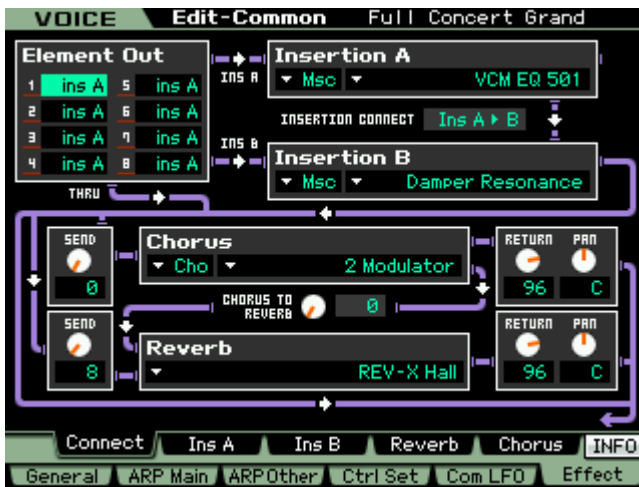 VOICE Edit-Common Full Concert Grand
Element Out
1 ins A 5 ins A
2 ins A 6 ins A
3 ins A 7 ins A
4 ins A 8 ins A
THRU
INS A
Insertion A
Msc VCM EQ 501
INSERTION CONNECT Ins A ▸ B
INS B
Insertion B
Msc Damper Resonance
SEND
0
Chorus
Cho 2 Modulator
RETURN PAN
96 C
CHORUS TO REVERB 0
SEND
8
Reverb
REV-X Hall
RETURN PAN
96 C
Connect Ins A Ins B Reverb Chorus INFO
General ARP Main ARP Other Ctrl Set Com LFO Effect